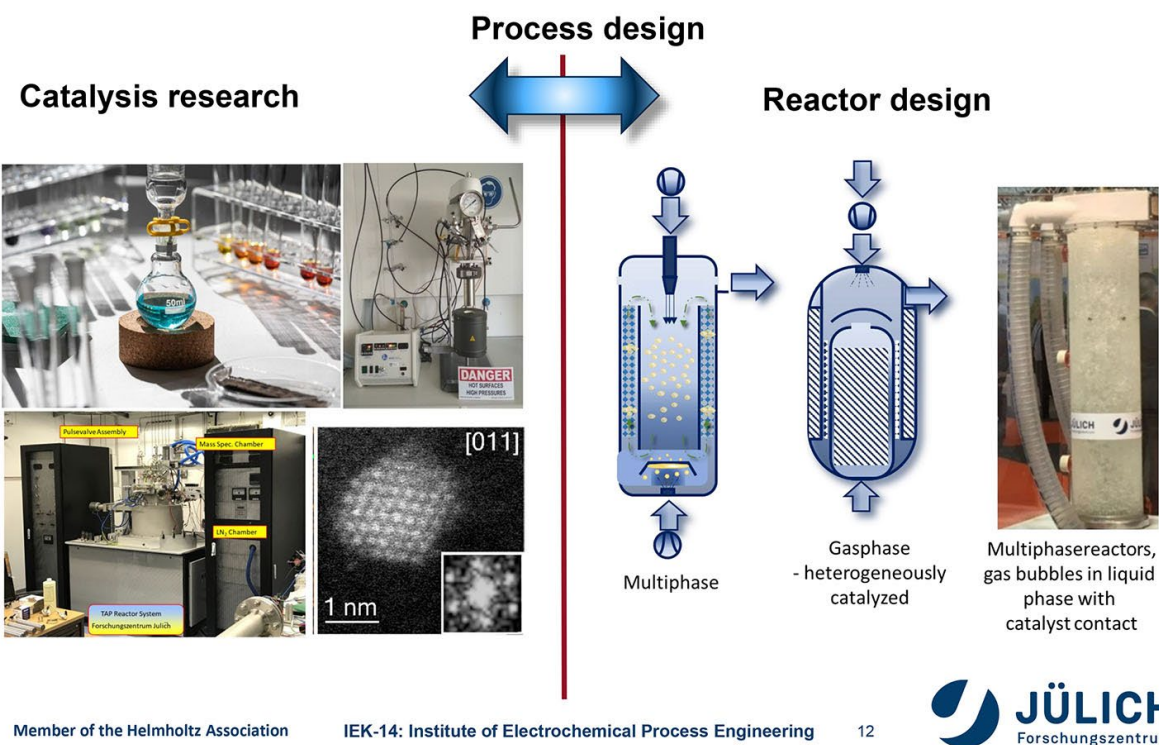 Process design
Catalysis research
Reactor design
50ml
DANGER
HOT SURFACES
HIGH PRESSURES
Pulsevalve Assembly
Mass Spec. Chamber
LN₂ Chamber
TAP Reactor System
Forschungszentrum Julich
[011]
1 nm
JÜLICH
Multiphase
Gasphase
- heterogeneously
catalyzed
Multiphasereactors,
gas bubbles in liquid
phase with
catalyst contact
Member of the Helmholtz Association
IEK-14: Institute of Electrochemical Process Engineering
12
JÜLICH
Forschungszentru